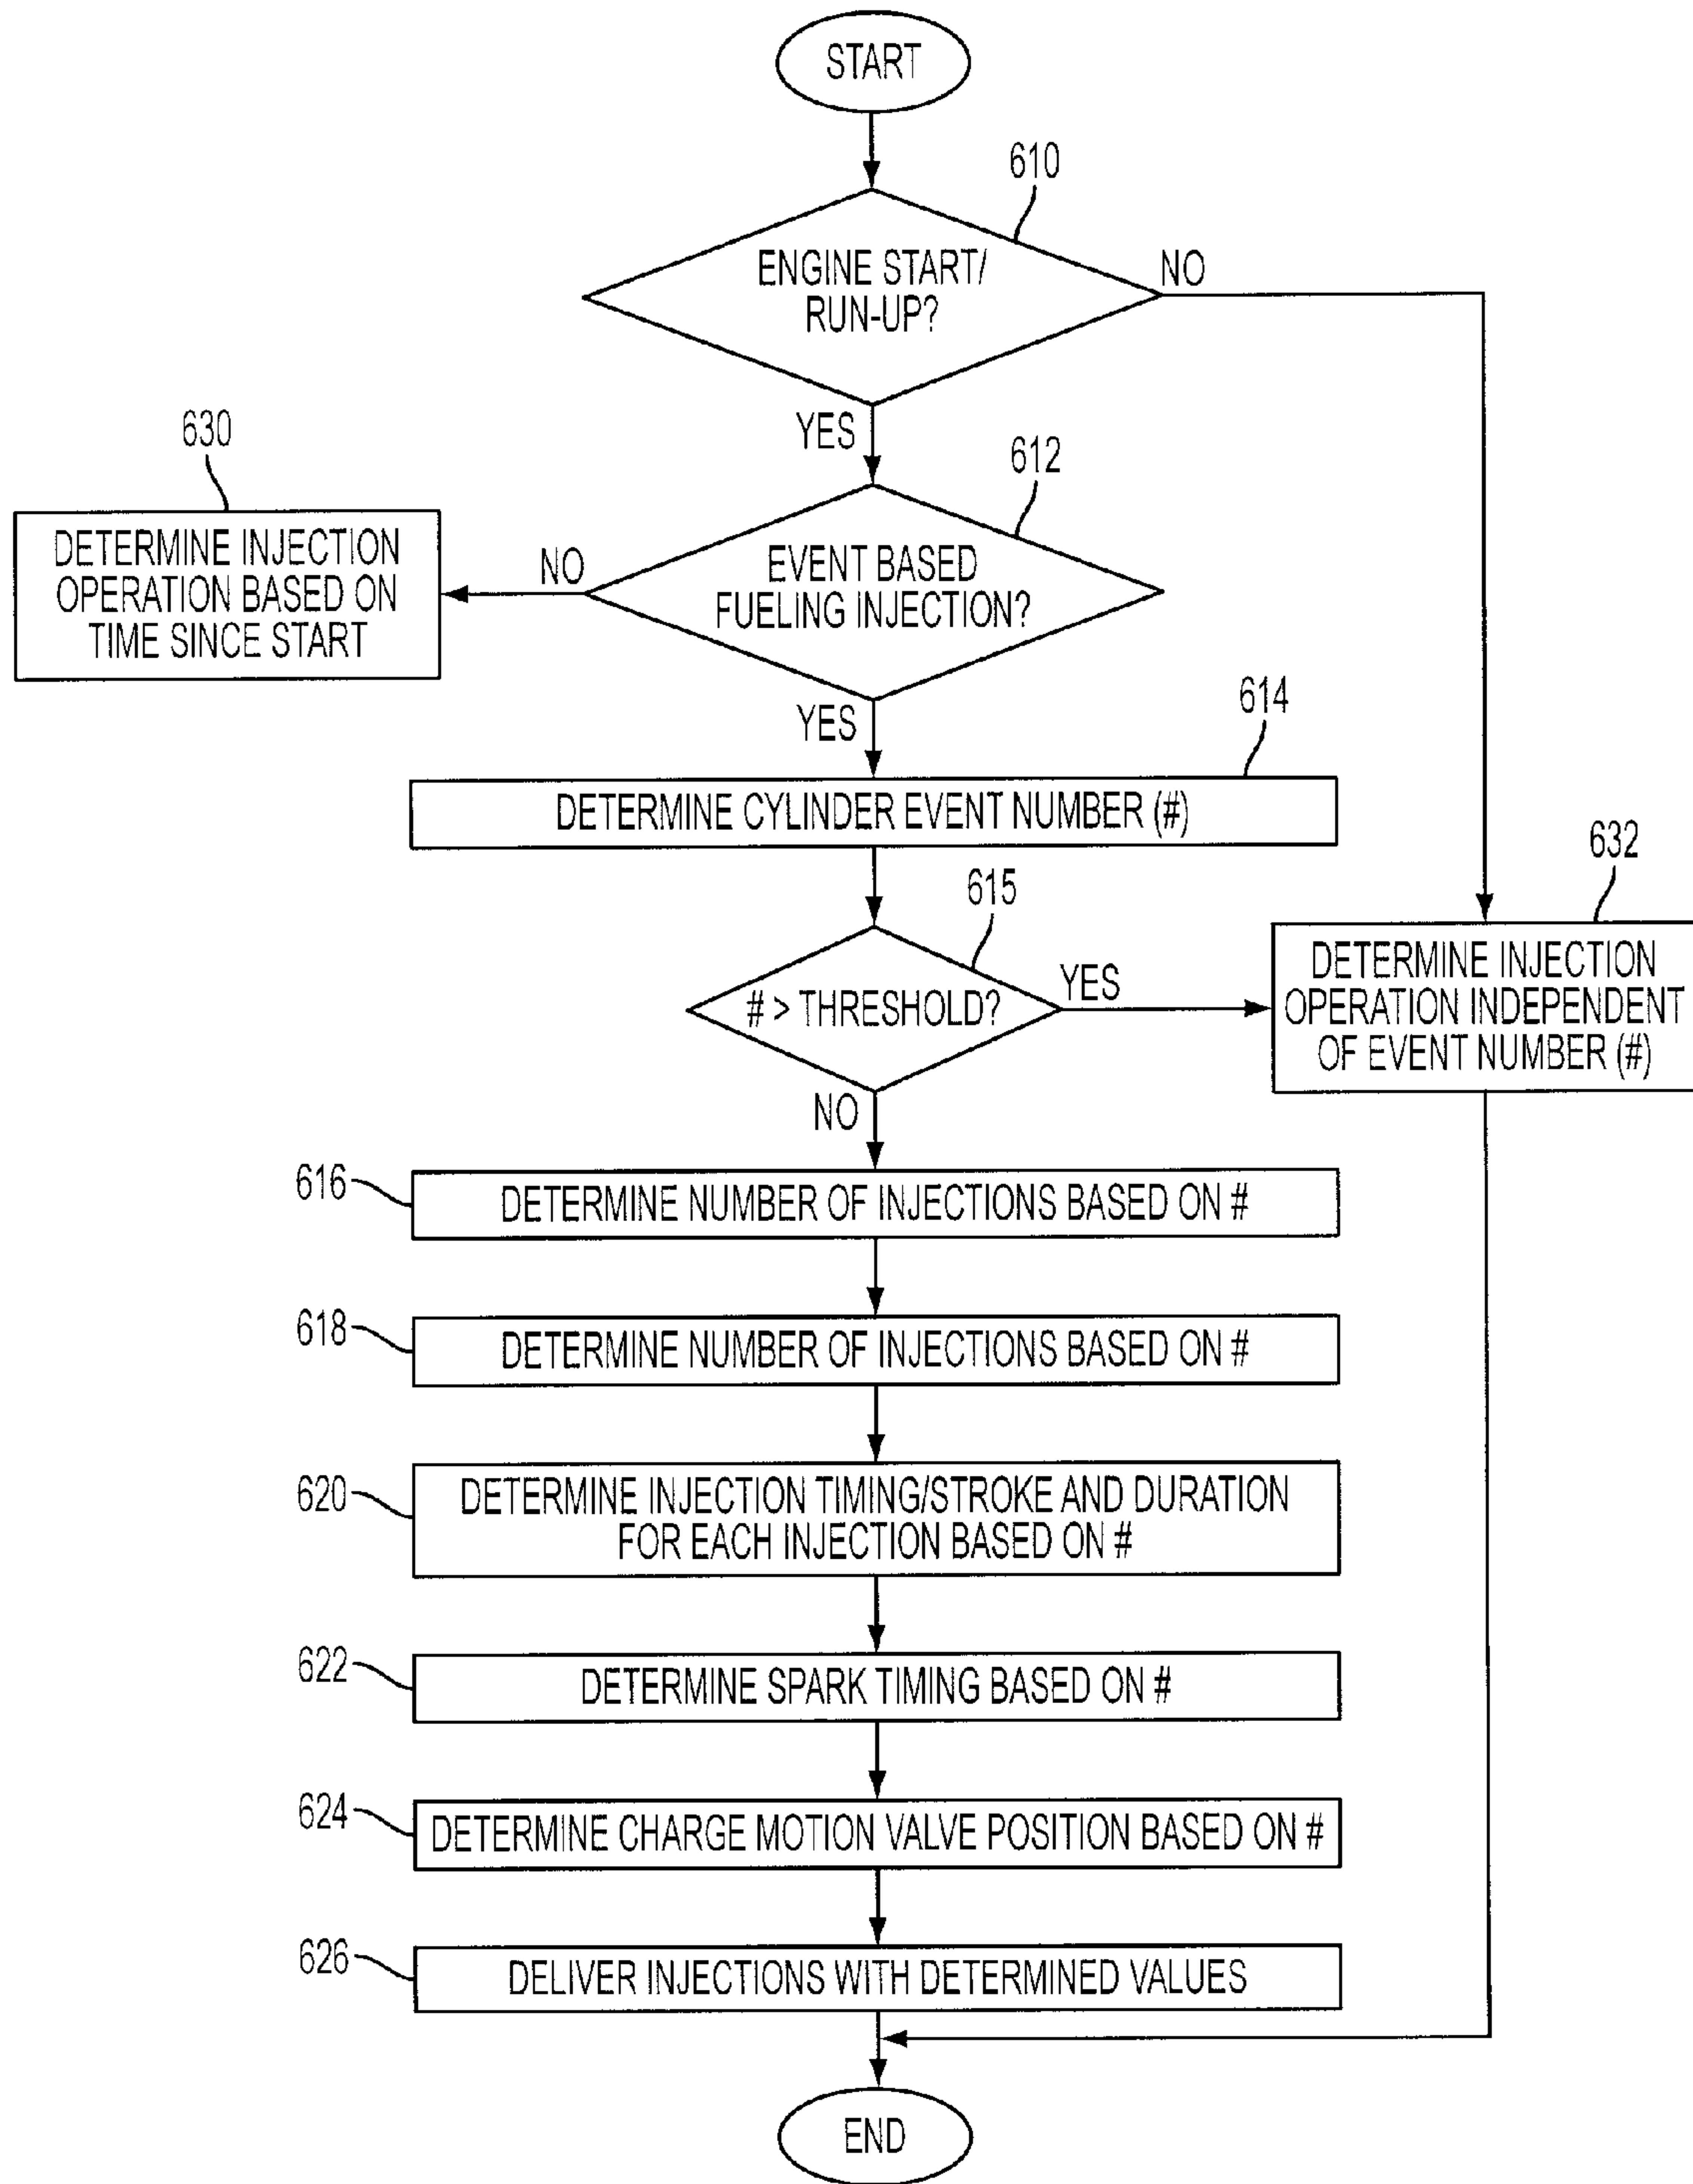 START
610
ENGINE START/
RUN-UP?
NO
YES
630
612
DETERMINE INJECTION
OPERATION BASED ON
TIME SINCE START
NO
EVENT BASED
FUELING INJECTION?
YES
614
DETERMINE CYLINDER EVENT NUMBER (#)
632
615
# > THRESHOLD?
YES
DETERMINE INJECTION
OPERATION INDEPENDENT
OF EVENT NUMBER (#)
NO
616
DETERMINE NUMBER OF INJECTIONS BASED ON #
618
DETERMINE NUMBER OF INJECTIONS BASED ON #
620
DETERMINE INJECTION TIMING/STROKE AND DURATION
FOR EACH INJECTION BASED ON #
622
DETERMINE SPARK TIMING BASED ON #
624
DETERMINE CHARGE MOTION VALVE POSITION BASED ON #
626
DELIVER INJECTIONS WITH DETERMINED VALUES
END